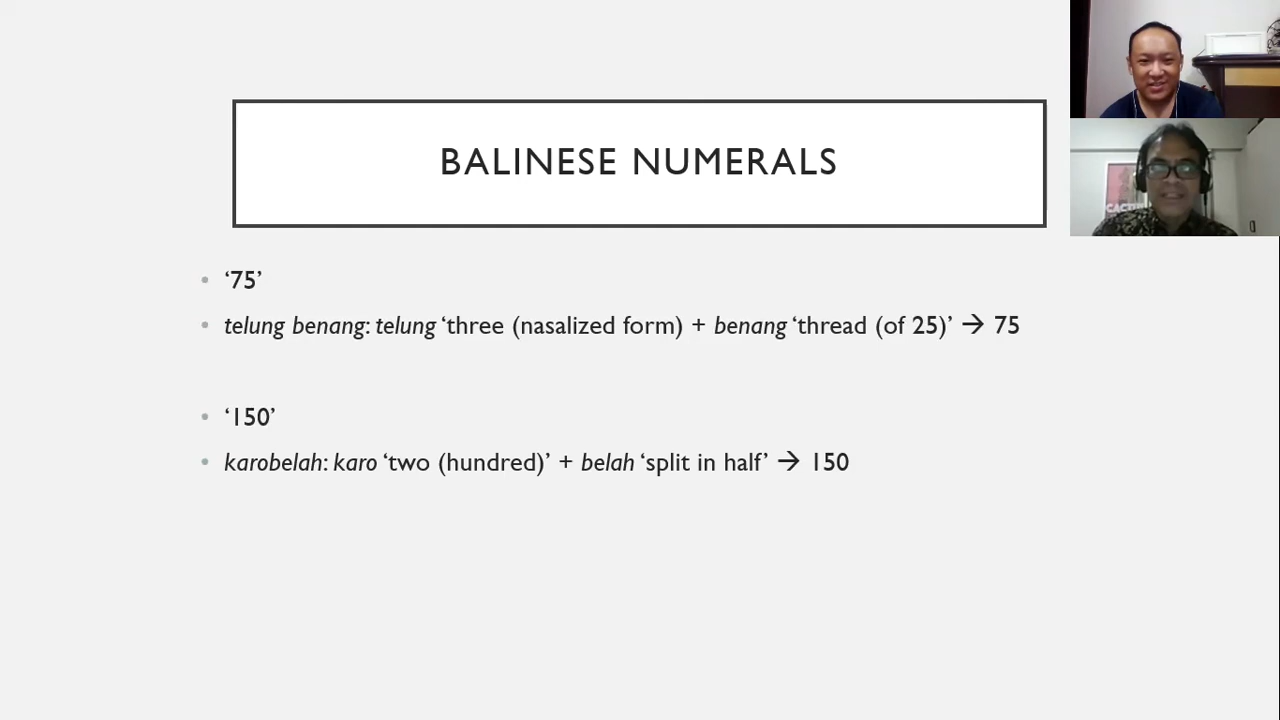 BALINESE NUMERALS
• ‘75’
• telung benang: telung ‘three (nasalized form) + benang ‘thread (of 25)’ → 75
• ‘150’
• karobelah: karo ‘two (hundred)’ + belah ‘split in half’ → 150